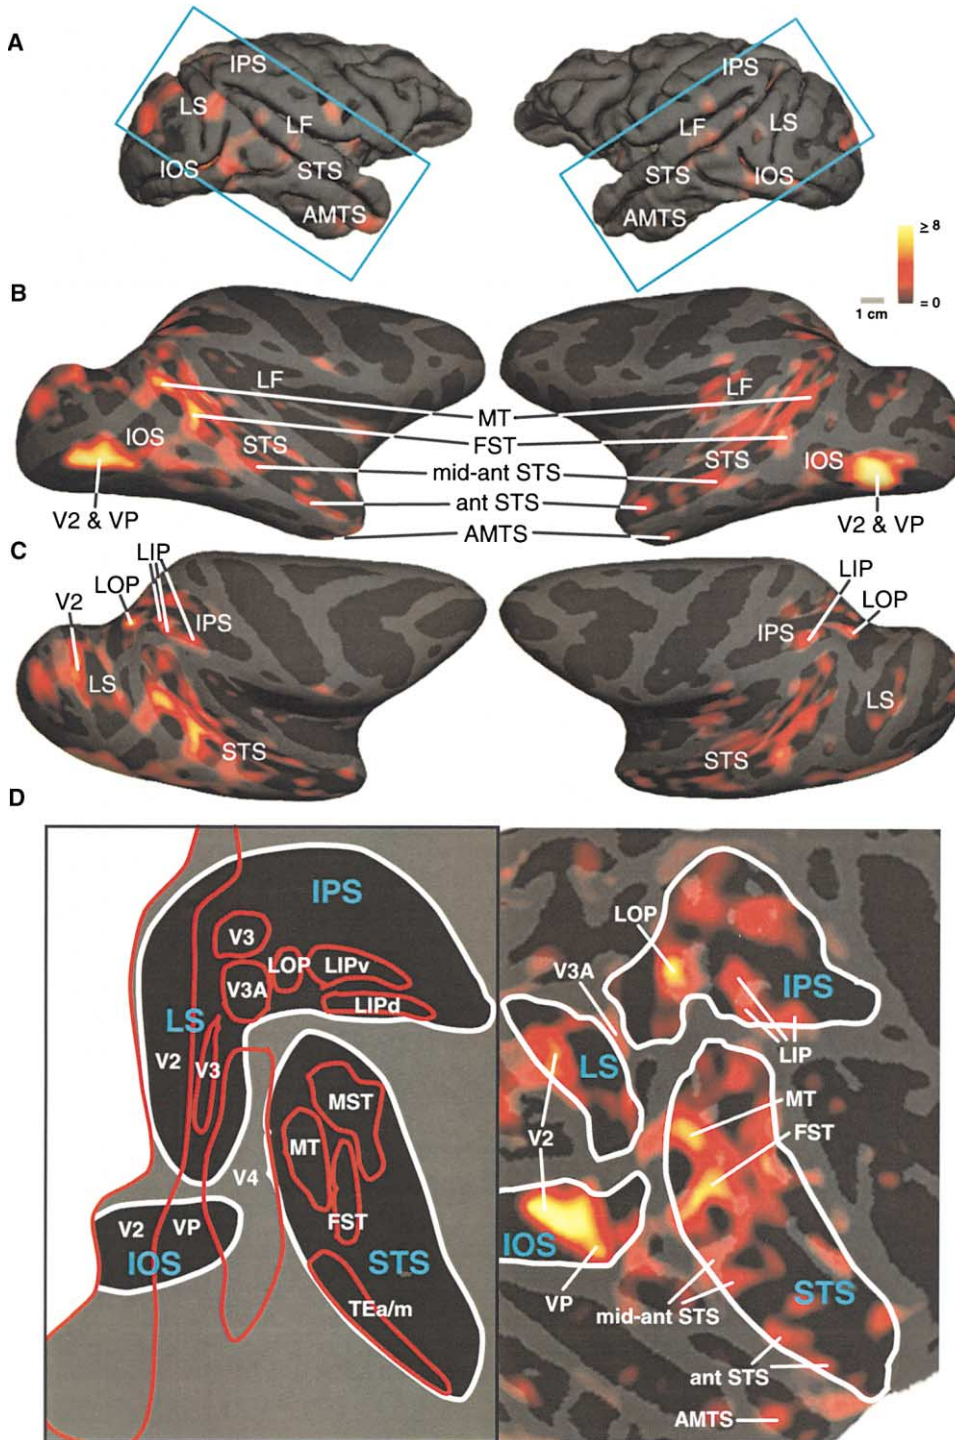 A
IPS
LS
LF
IOS
STS
AMTS
IPS
LF
LS
STS
IOS
AMTS
≥ 8
= 0
1 cm
B
LF
MT
LF
FST
IOS
STS
mid-ant STS
STS
IOS
ant STS
V2 & VP
AMTS
V2 & VP
C
LIP
LOP
V2
IPS
LS
STS
LIP
LOP
IPS
LS
STS
D
IPS
V3
LOP
LIPv
V3A
LIPd
LS
V2
V3
MST
MT
V4
FST
V2
VP
IOS
STS
TEa/m
LOP
V3A
IPS
LS
LIP
MT
V2
FST
IOS
VP
mid-ant STS
STS
ant STS
AMTS